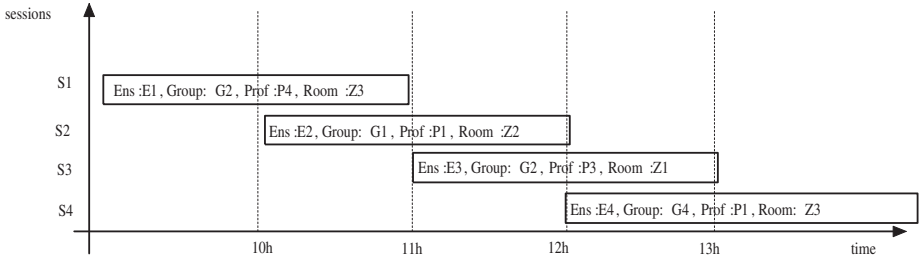 sessions
S1
Ens :E1, Group: G2, Prof :P4, Room :Z3
S2
Ens :E2, Group: G1, Prof :P1, Room :Z2
S3
Ens :E3, Group: G2, Prof :P3, Room :Z1
S4
Ens :E4, Group: G4, Prof :P1, Room: Z3
10h 11h 12h 13h time